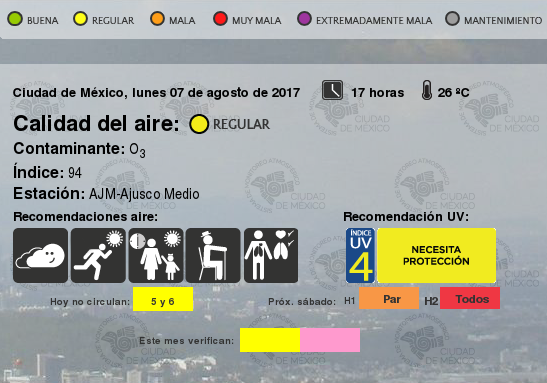 BUENA REGULAR MALA MUY MALA EXTREMADAMENTE MALA MANTENIMIENTO
Ciudad de México, lunes 07 de agosto de 2017 17 horas 26 ºC
Calidad del aire: REGULAR
Contaminante: O3
Índice: 94
Estación: AJM-Ajusco Medio
Recomendaciones aire: Recomendación UV:
ÍNDICE
UV
4
NECESITA
PROTECCIÓN
Hoy no circulan: 5 y 6 Próx. sábado: H1 Par H2 Todos
Este mes verifican:
CIUDAD
DE MÉXICO